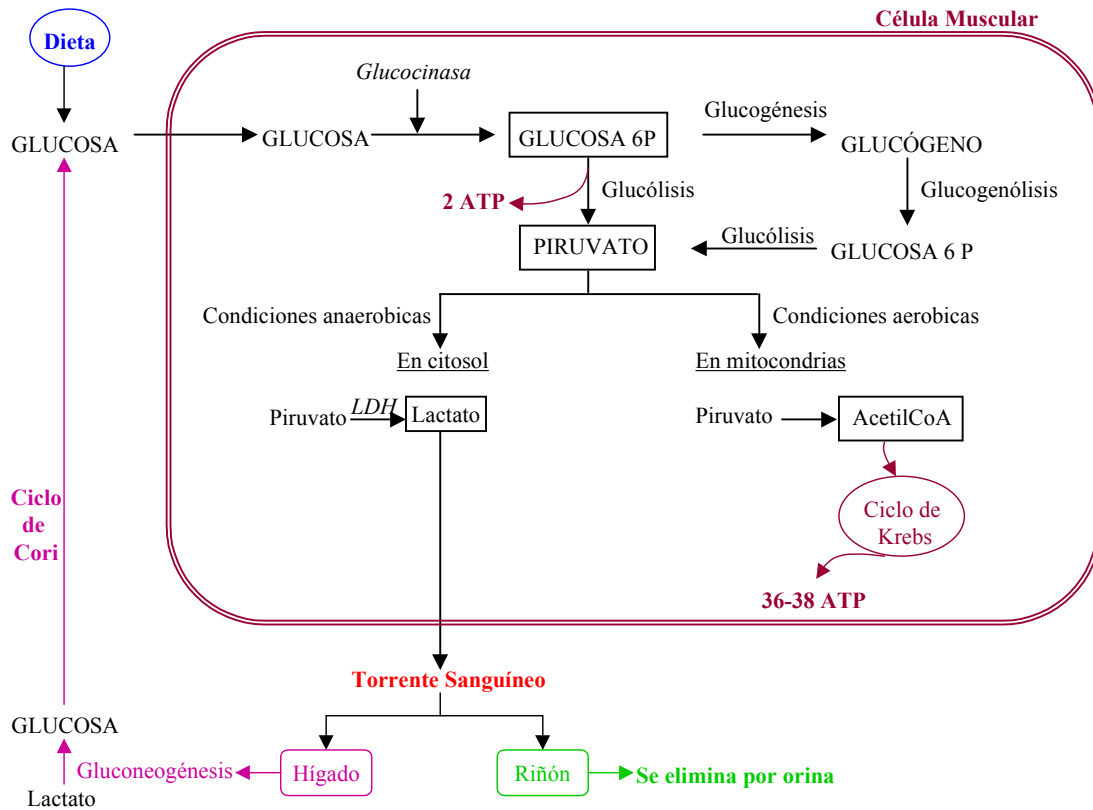 Célula Muscular
Dieta
Glucocinasa
GLUCOSA
GLUCOSA
GLUCOSA 6P
Glucogénesis
GLUCÓGENO
2 ATP
Glucólisis
Glucogenólisis
PIRUVATO
Glucólisis
GLUCOSA 6 P
Condiciones anaerobicas
Condiciones aerobicas
En citosol
En mitocondrias
Piruvato
LDH
Lactato
Piruvato
AcetilCoA
Ciclo
de
Cori
Ciclo de
Krebs
36-38 ATP
Torrente Sanguíneo
GLUCOSA
Gluconeogénesis
Hígado
Riñón
Se elimina por orina
Lactato